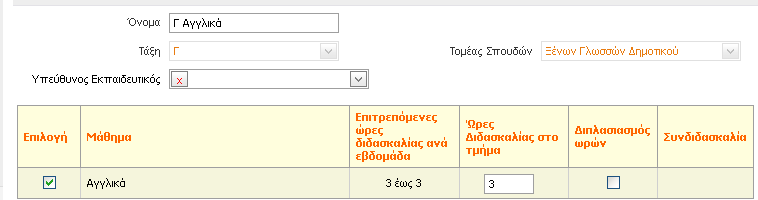 Όνομα Γ Αγγλικά
Τάξη Γ Τομέας Σπουδών Ξένων Γλωσσών Δημοτικού
Υπεύθυνος Εκπαιδευτικός x
Επιλογή Μάθημα Επιτρεπόμενες ώρες διδασκαλίας ανά εβδομάδα Ώρες Διδασκαλίας στο τμήμα Διπλασιασμός ωρών Συνδιδασκαλία
Αγγλικά 3 έως 3 3